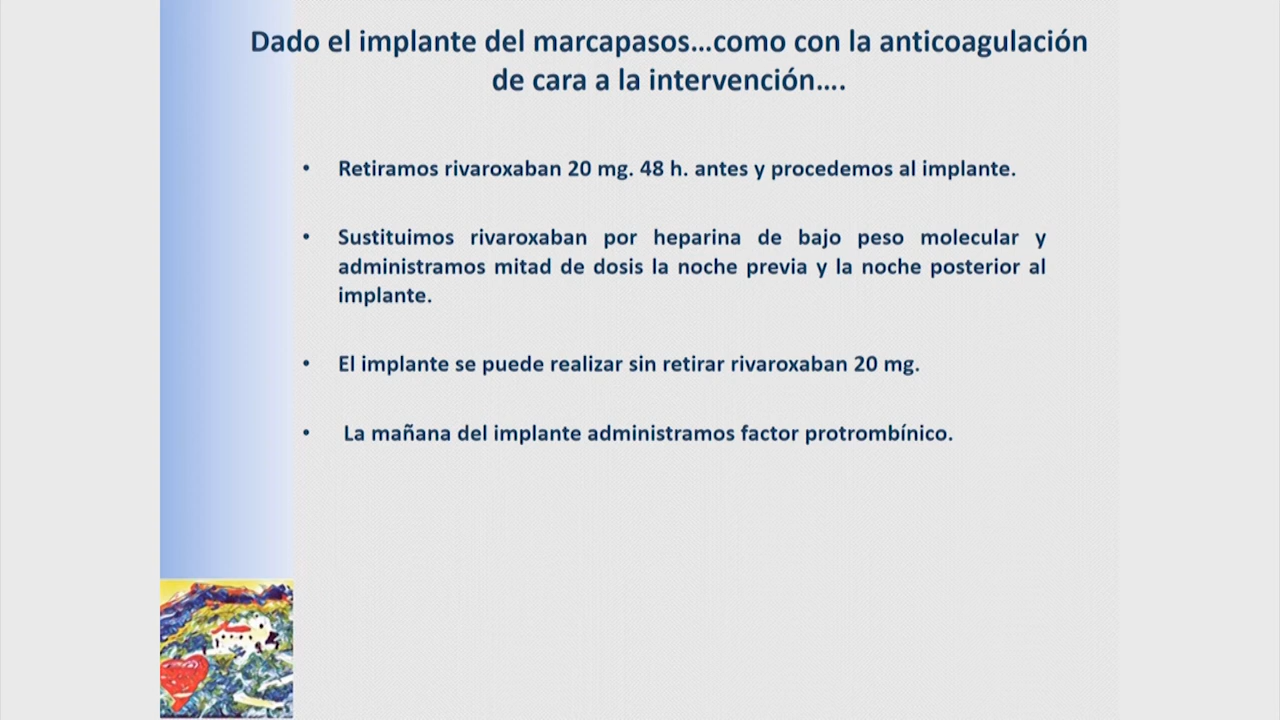 Dado el implante del marcapasos...como con la anticoagulación
de cara a la intervención....
• Retiramos rivaroxaban 20 mg. 48 h. antes y procedemos al implante.
• Sustituimos rivaroxaban por heparina de bajo peso molecular y
administramos mitad de dosis la noche previa y la noche posterior al
implante.
• El implante se puede realizar sin retirar rivaroxaban 20 mg.
• La mañana del implante administramos factor protrombínico.